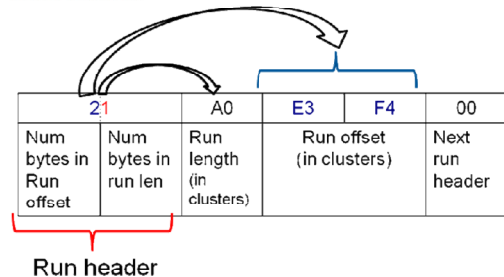 21 A0 E3 F4 00
Num bytes in Run offset
Num bytes in run len
Run length (in clusters)
Run offset (in clusters)
Next run header
Run header